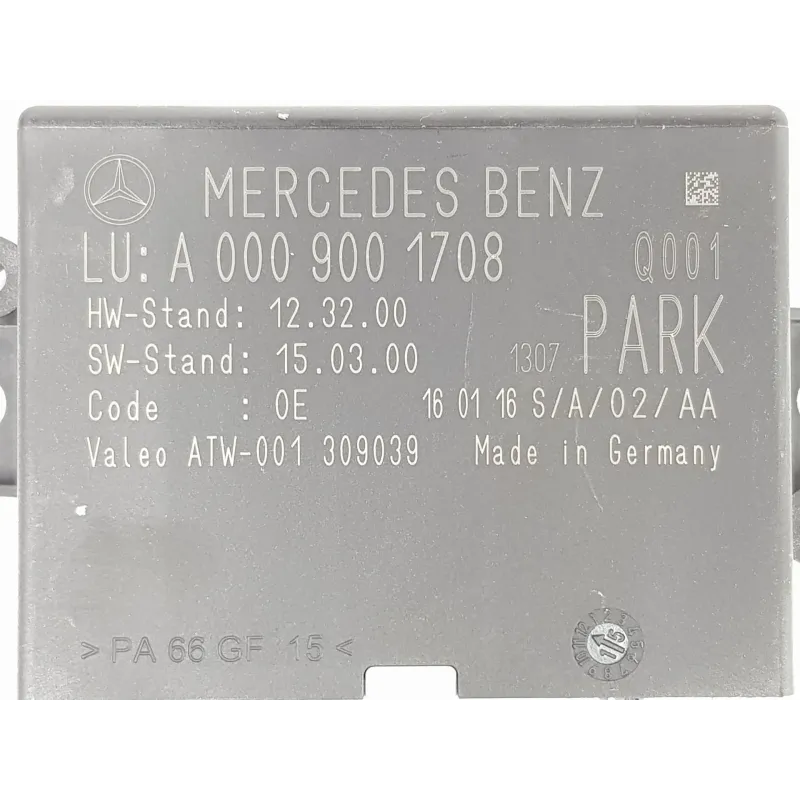 MERCEDES BENZ
LU: A 000 900 1708 Q001
HW-Stand: 12.32.00
SW-Stand: 15.03.00 1307 PARK
Code : 0E 16 01 16 S/A/02/AA
Valeo ATW-001 309039 Made in Germany
>PA 66 GF 15<